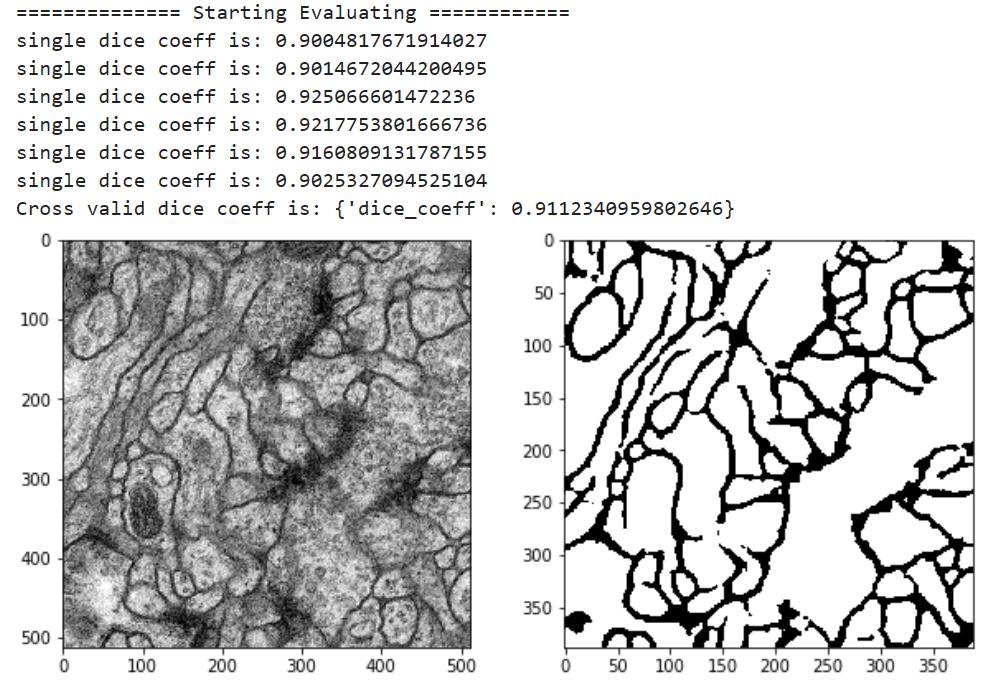 ============== Starting Evaluating ============
single dice coeff is: 0.9004817671914027
single dice coeff is: 0.9014672044200495
single dice coeff is: 0.925066601472236
single dice coeff is: 0.9217753801666736
single dice coeff is: 0.9160809131787155
single dice coeff is: 0.9025327094525104
Cross valid dice coeff is: {'dice_coeff': 0.9112340959802646}
0
100
200
300
400
500
0 100 200 300 400 500
0
50
100
150
200
250
300
350
0 50 100 150 200 250 300 350